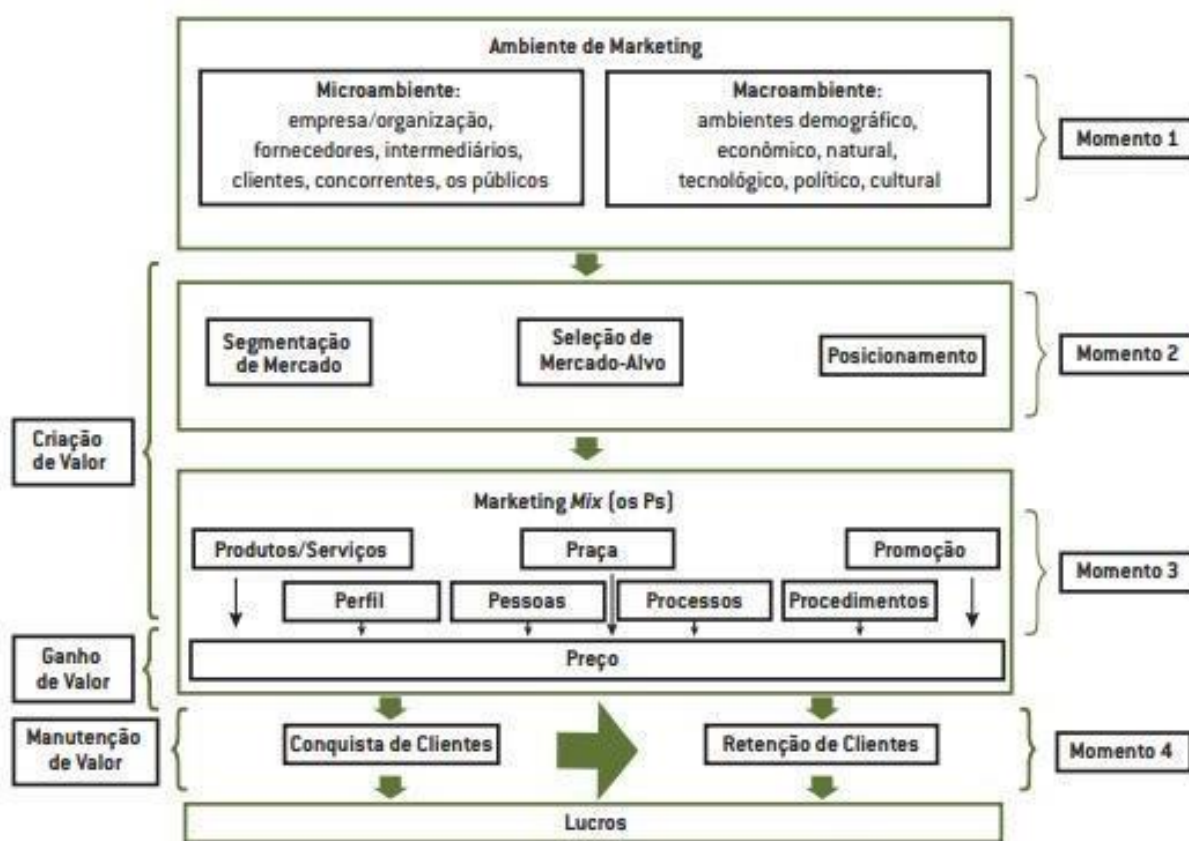 Ambiente de Marketing
Microambiente:
empresa/organização,
fornecedores, intermediários,
clientes, concorrentes, os públicos
Macroambiente:
ambientes demográfico,
econômico, natural,
tecnológico, político, cultural
Momento 1
Segmentação
de Mercado
Seleção de
Mercado-Alvo
Posicionamento
Momento 2
Criação
de Valor
Marketing Mix (os Ps)
Produtos/Serviços
Praça
Promoção
Perfil
Pessoas
Processos
Procedimentos
Momento 3
Preço
Ganho
de Valor
Manutenção
de Valor
Conquista de Clientes
Retenção de Clientes
Momento 4
Lucros